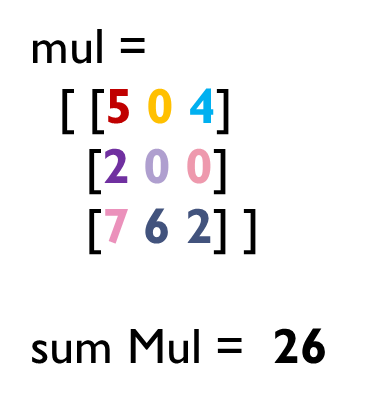 mul =
[ [5 0 4]
[2 0 0]
[7 6 2] ]
sum Mul = 26